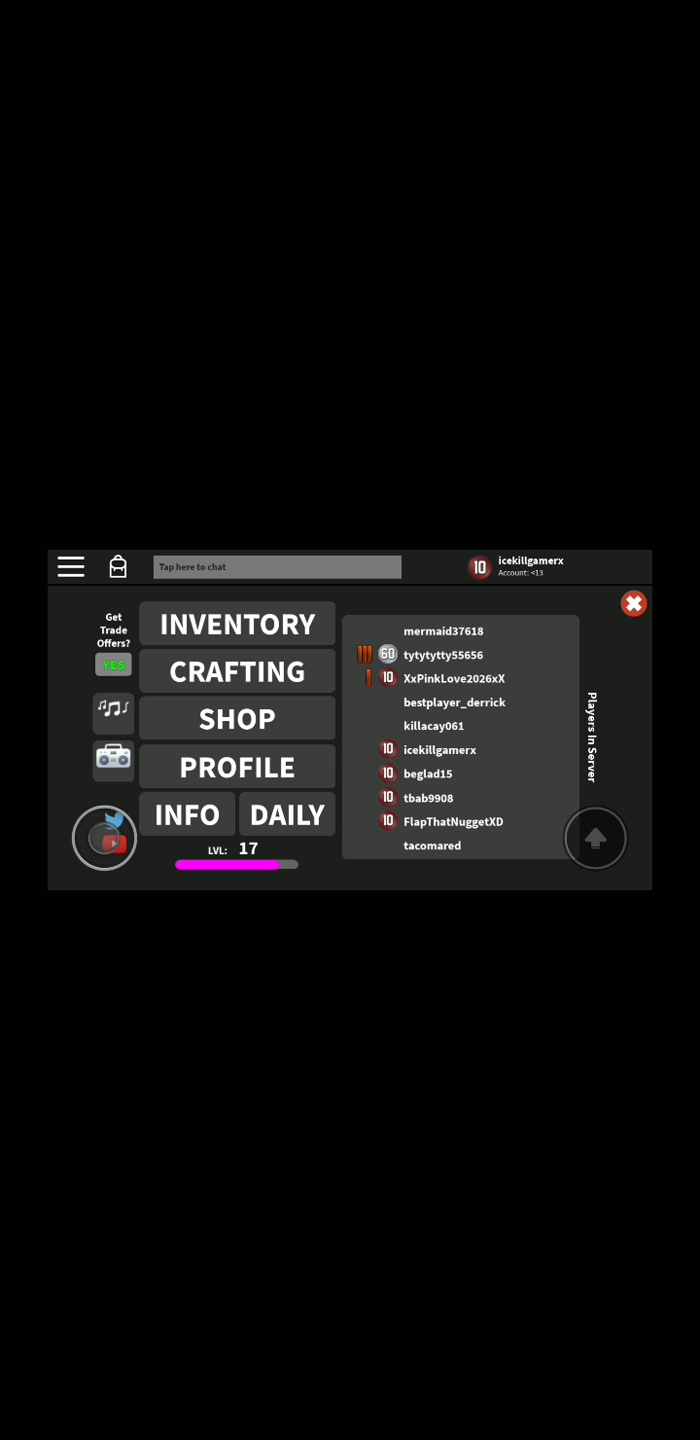 Tap here to chat
10
icekillgamerx
Account: <13
Get
Trade
Offers?
YES
INVENTORY
CRAFTING
SHOP
PROFILE
INFO
DAILY
LVL: 17
mermaid37618
60 tytytytty55656
10 XxPinkLove2026xX
bestplayer_derrick
killacay061
10 icekillgamerx
10 beglad15
10 tbab9908
10 FlapThatNuggetXD
tacomared
Players In Server